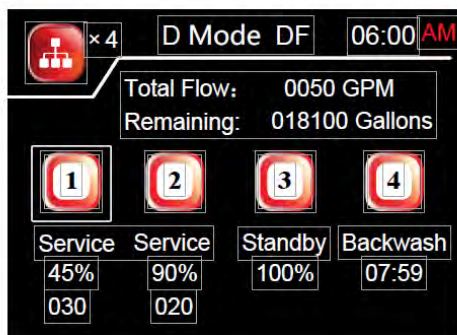 × 4 D Mode DF 06:00 AM
Total Flow: 0050 GPM
Remaining: 018100 Gallons
1 2 3 4
Service Service Standby Backwash
45% 90% 100% 07:59
030 020